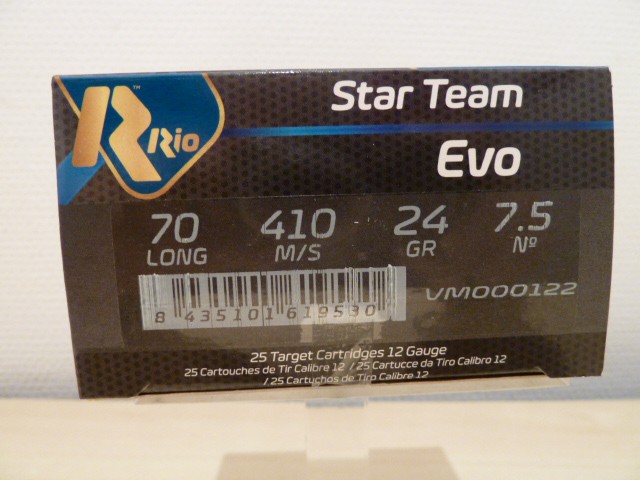 Rio™
Star Team
Evo
70 410 24 7.5
LONG M/S GR Nº
8 435101 619530
VM000122
25 Target Cartridges 12 Gauge
25 Cartouches de Tir Calibre 12 / 25 Cartucce da Tiro Calibro 12
/ 25 Cartuchos de Tiro Calibre 12